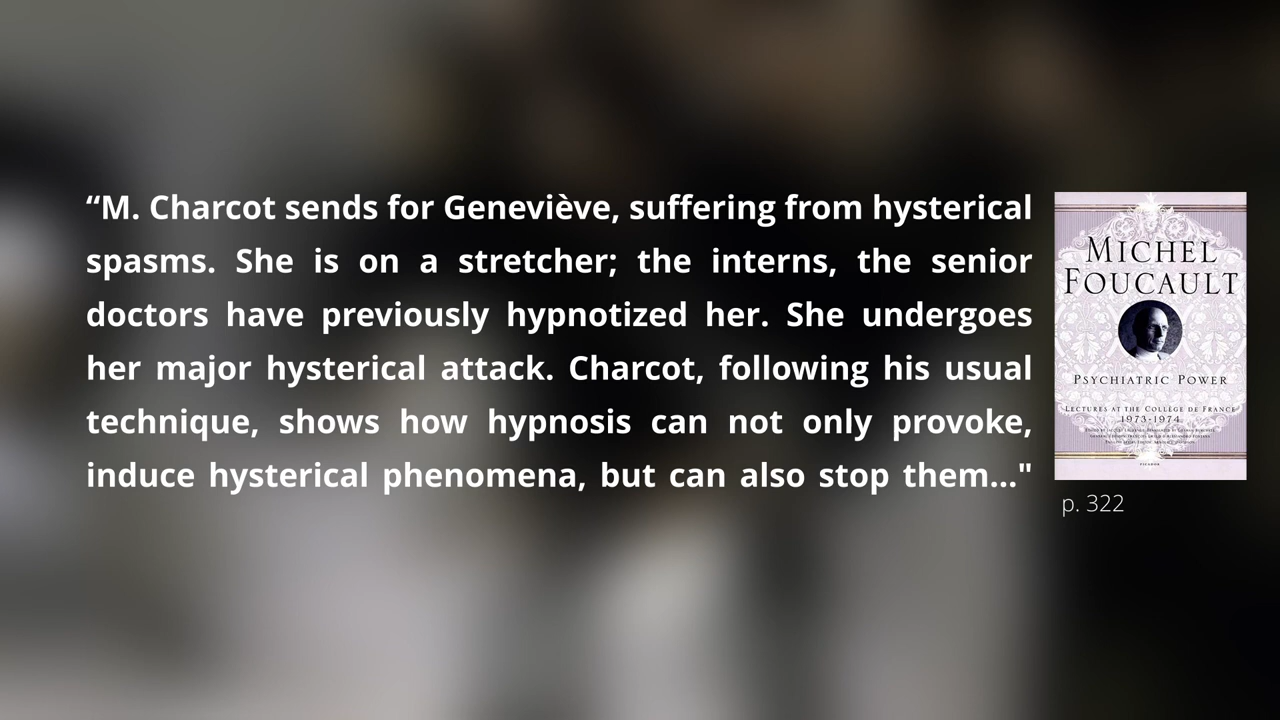 “M. Charcot sends for Geneviève, suffering from hysterical
spasms. She is on a stretcher; the interns, the senior
doctors have previously hypnotized her. She undergoes
her major hysterical attack. Charcot, following his usual
technique, shows how hypnosis can not only provoke,
induce hysterical phenomena, but can also stop them..."
MICHEL
FOUCAULT
PSYCHIATRIC POWER
LECTURES AT THE COLLÈGE DE FRANCE
1973-1974
PICADOR
p. 322